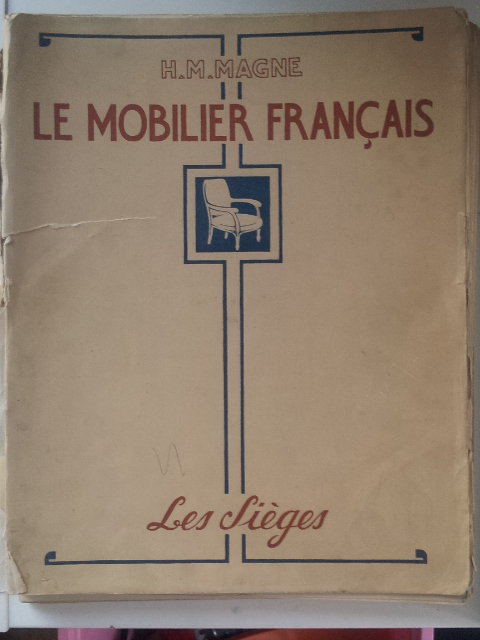 H.M.MAGNE
LE MOBILIER FRANÇAIS
Les Sièges